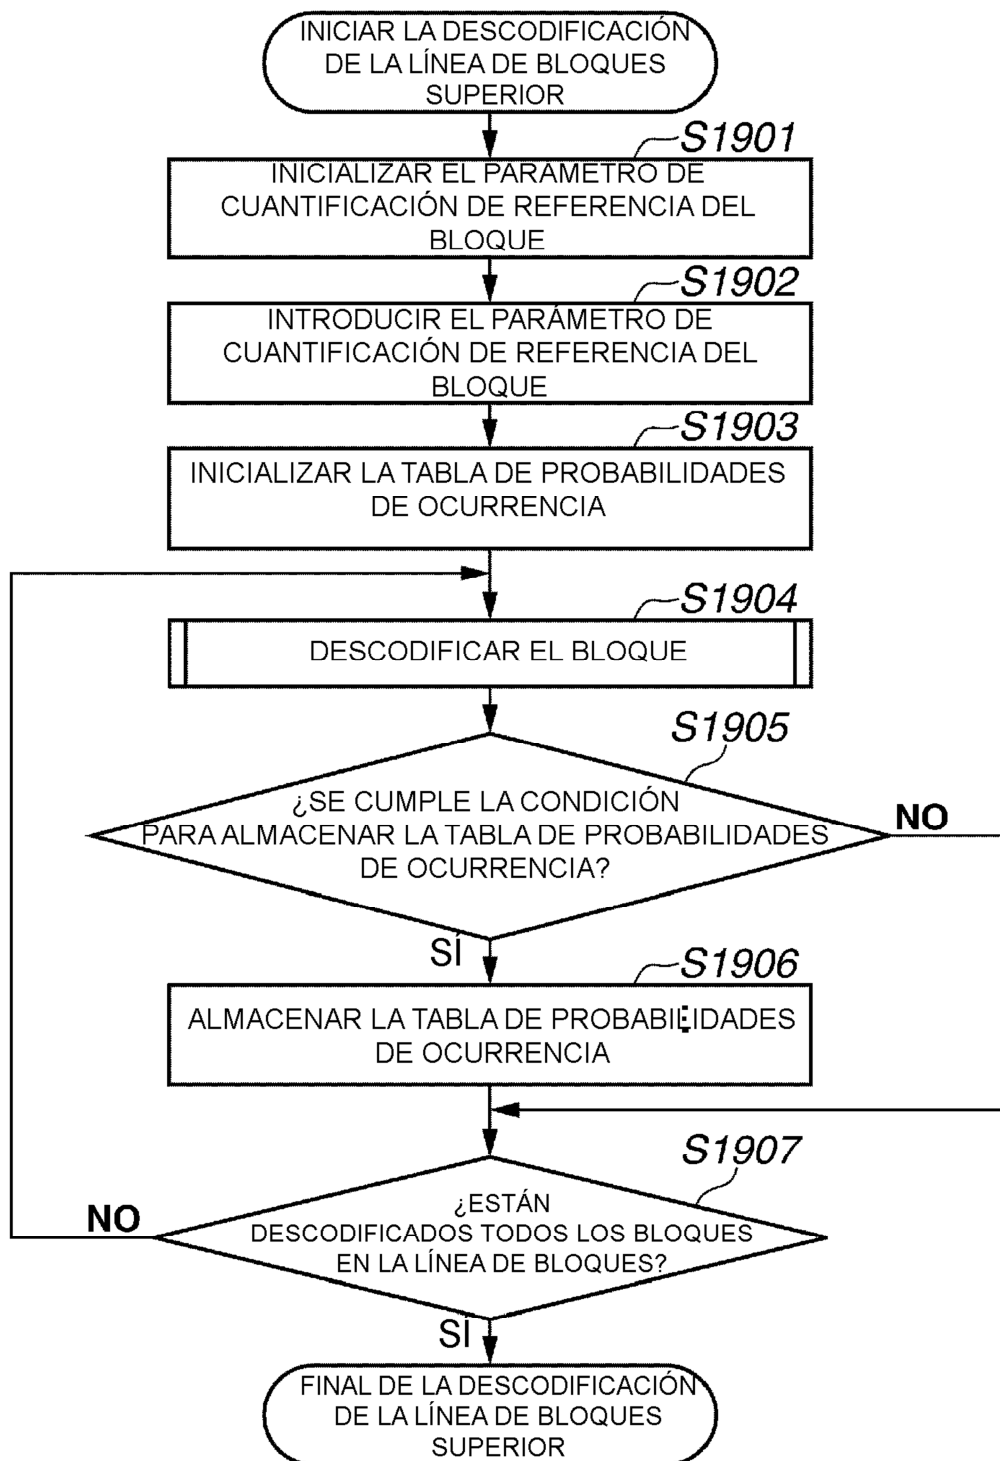 INICIAR LA DESCODIFICACIÓN
DE LA LÍNEA DE BLOQUES
SUPERIOR
S1901
INICIALIZAR EL PARÁMETRO DE
CUANTIFICACIÓN DE REFERENCIA DEL
BLOQUE
S1902
INTRODUCIR EL PARÁMETRO DE
CUANTIFICACIÓN DE REFERENCIA DEL
BLOQUE
S1903
INICIALIZAR LA TABLA DE PROBABILIDADES
DE OCURRENCIA
S1904
DESCODIFICAR EL BLOQUE
S1905
¿SE CUMPLE LA CONDICIÓN
PARA ALMACENAR LA TABLA DE PROBABILIDADES
DE OCURRENCIA?
NO
SÍ
S1906
ALMACENAR LA TABLA DE PROBABILIDADES
DE OCURRENCIA
S1907
¿ESTÁN
DESCODIFICADOS TODOS LOS BLOQUES
EN LA LÍNEA DE BLOQUES?
NO
SÍ
FINAL DE LA DESCODIFICACIÓN
DE LA LÍNEA DE BLOQUES
SUPERIOR